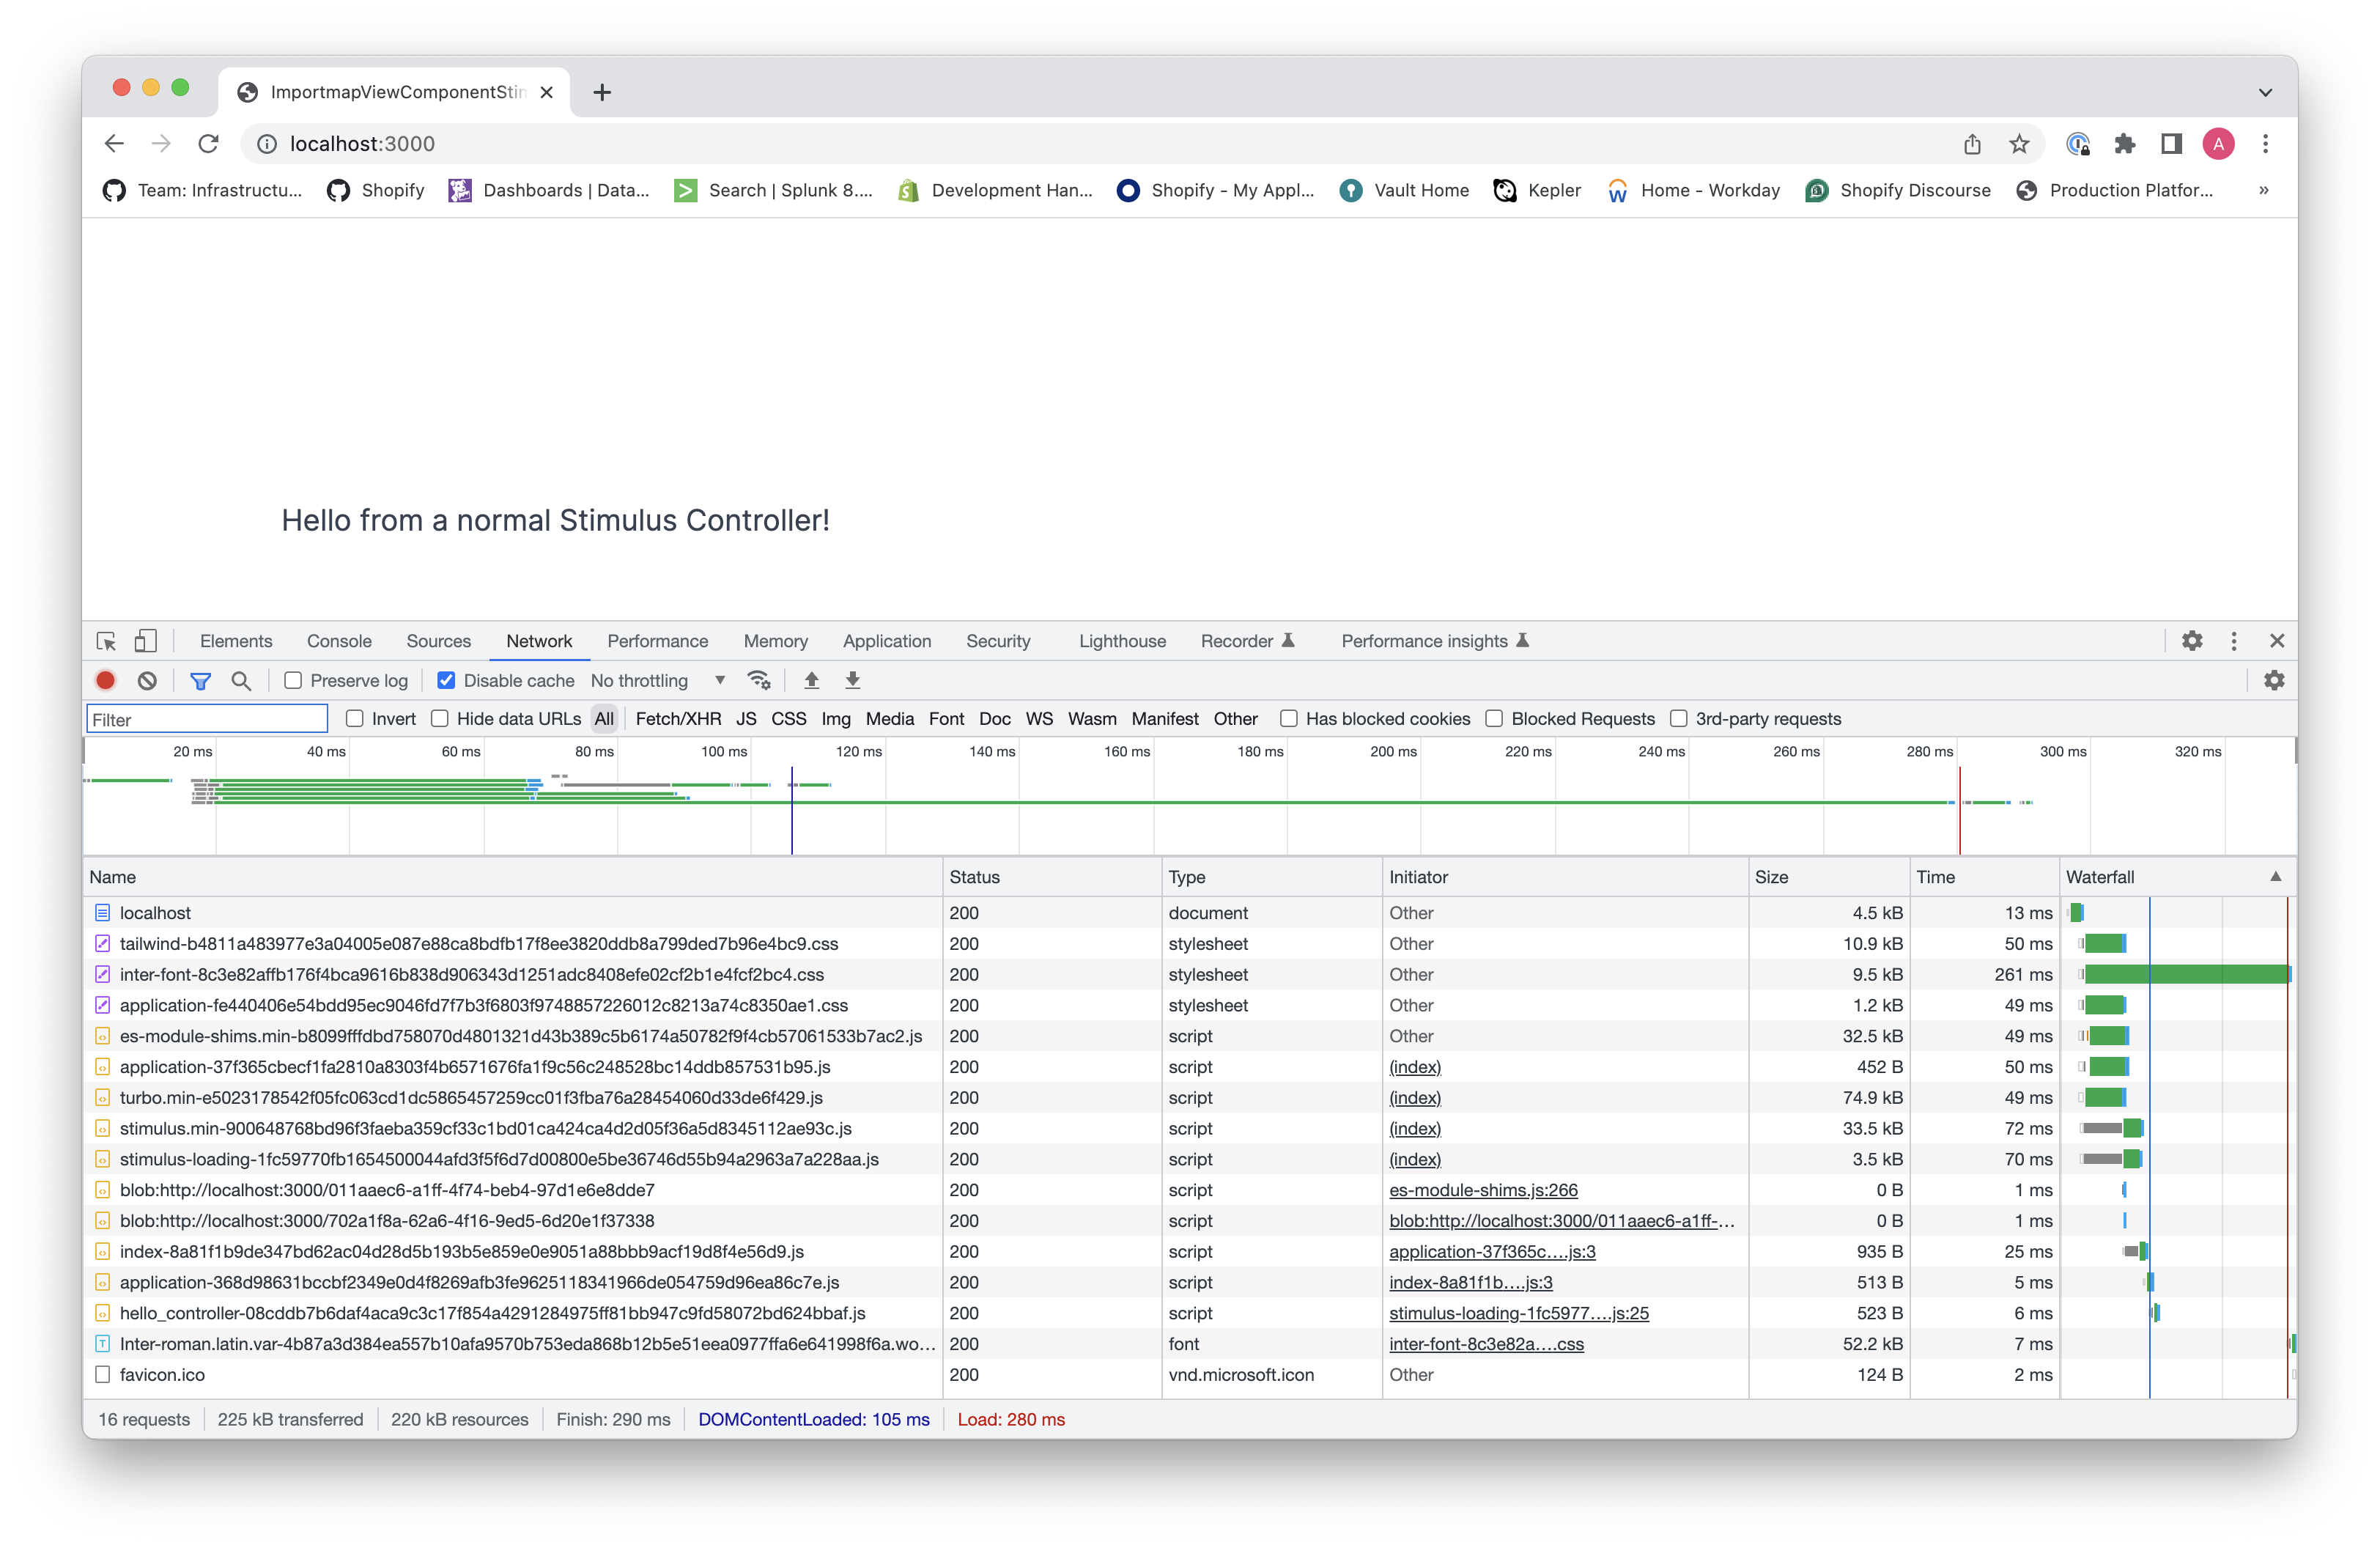 ImportmapViewComponentStim
localhost:3000
A
Team: Infrastructu... Shopify Dashboards | Data... Search | Splunk 8.... Development Han... Shopify - My Appl... Vault Home Kepler Home - Workday Shopify Discourse Production Platfor... »
Hello from a normal Stimulus Controller!
Elements Console Sources Network Performance Memory Application Security Lighthouse Recorder Performance insights
Preserve log Disable cache No throttling
Filter Invert Hide data URLs All Fetch/XHR JS CSS Img Media Font Doc WS Wasm Manifest Other Has blocked cookies Blocked Requests 3rd-party requests
20 ms 40 ms 60 ms 80 ms 100 ms 120 ms 140 ms 160 ms 180 ms 200 ms 220 ms 240 ms 260 ms 280 ms 300 ms 320 ms
Name Status Type Initiator Size Time Waterfall
localhost 200 document Other 4.5 kB 13 ms
tailwind-b4811a483977e3a04005e087e88ca8bdfb17f8ee3820ddb8a799ded7b96e4bc9.css 200 stylesheet Other 10.9 kB 50 ms
inter-font-8c3e82affb176f4bca9616b838d906343d1251adc8408efe02cf2b1e4fcf2bc4.css 200 stylesheet Other 9.5 kB 261 ms
application-fe440406e54bdd95ec9046fd7f7b3f6803f9748857226012c8213a74c8350ae1.css 200 stylesheet Other 1.2 kB 49 ms
es-module-shims.min-b8099fffdbd758070d4801321d43b389c5b6174a50782f9f4cb57061533b7ac2.js 200 script Other 32.5 kB 49 ms
application-37f365cbecf1fa2810a8303f4b6571676fa1f9c56c248528bc14ddb857531b95.js 200 script (index) 452 B 50 ms
turbo.min-e5023178542f05fc063cd1dc5865457259cc01f3fba76a28454060d33de6f429.js 200 script (index) 74.9 kB 49 ms
stimulus.min-900648768bd96f3faeba359cf33c1bd01ca424ca4d2d05f36a5d8345112ae93c.js 200 script (index) 33.5 kB 72 ms
stimulus-loading-1fc59770fb1654500044afd3f5f6d7d00800e5be36746d55b94a2963a7a228aa.js 200 script (index) 3.5 kB 70 ms
blob:http://localhost:3000/011aaec6-a1ff-4f74-beb4-97d1e6e8dde7 200 script es-module-shims.js:266 0 B 1 ms
blob:http://localhost:3000/702a1f8a-62a6-4f16-9ed5-6d20e1f37338 200 script blob:http://localhost:3000/011aaec6-a1ff-... 0 B 1 ms
index-8a81f1b9de347bd62ac04d28d5b193b5e859e0e9051a88bbb9acf19d8f4e56d9.js 200 script application-37f365c....js:3 935 B 25 ms
application-368d98631bccbf2349e0d4f8269afb3fe9625118341966de054759d96ea86c7e.js 200 script index-8a81f1b....js:3 513 B 5 ms
hello_controller-08cddb7b6daf4aca9c3c17f854a4291284975ff81bb947c9fd58072bd624bbaf.js 200 script stimulus-loading-1fc5977....js:25 523 B 6 ms
Inter-roman.latin.var-4b87a3d384ea557b10afa9570b753eda868b12b5e51eea0977ffa6e641998f6a.wo... 200 font inter-font-8c3e82a....css 52.2 kB 7 ms
favicon.ico 200 vnd.microsoft.icon Other 124 B 2 ms
16 requests 225 kB transferred 220 kB resources Finish: 290 ms DOMContentLoaded: 105 ms Load: 280 ms